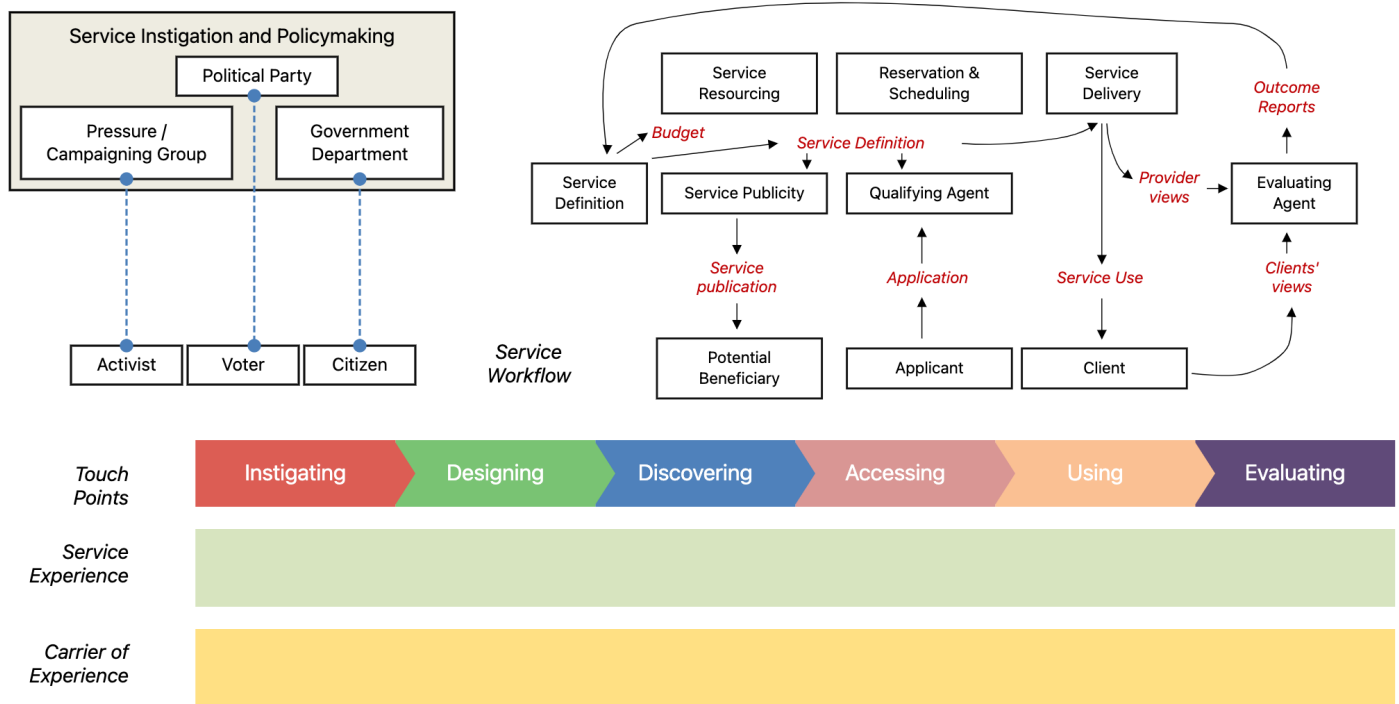 Service Instigation and Policymaking
Political Party
Pressure /
Campaigning Group
Government
Department
Activist
Voter
Citizen
Service
Resourcing
Reservation &
Scheduling
Service
Delivery
Outcome
Reports
Budget
Service Definition
Service
Definition
Service Publicity
Qualifying Agent
Provider
views
Evaluating
Agent
Service
publication
Application
Service Use
Clients'
views
Service
Workflow
Potential
Beneficiary
Applicant
Client
Touch
Points
Instigating
Designing
Discovering
Accessing
Using
Evaluating
Service
Experience
Carrier of
Experience